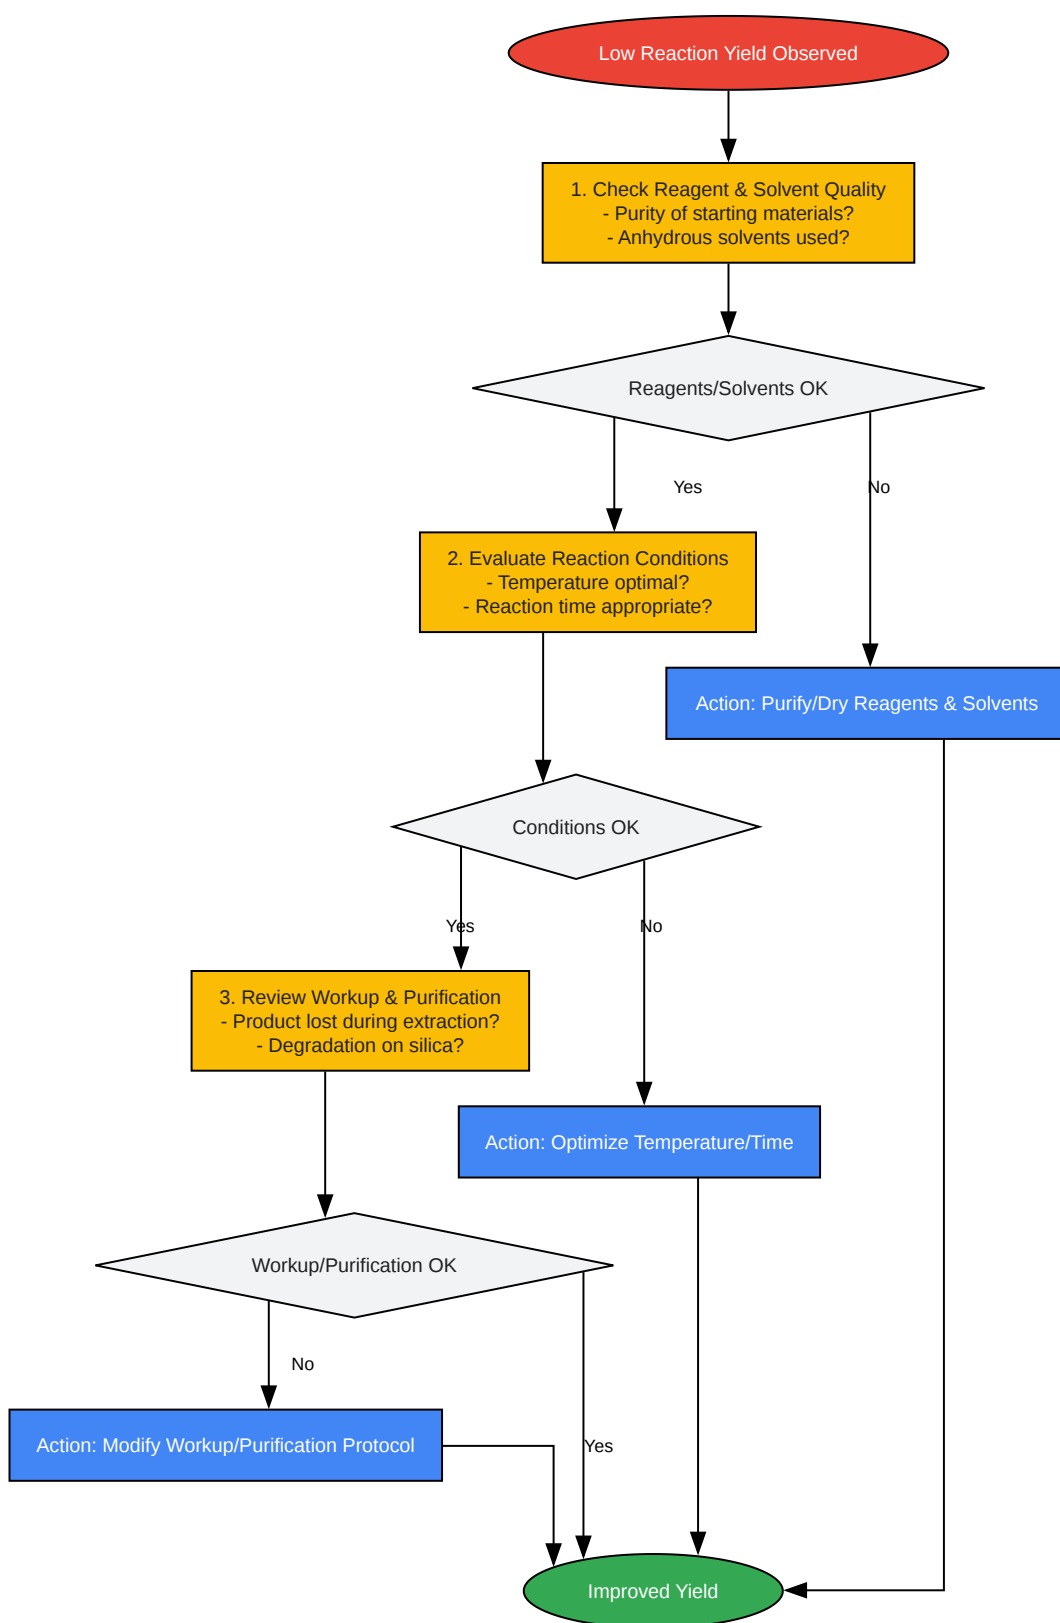 Low Reaction Yield Observed
1. Check Reagent & Solvent Quality
- Purity of starting materials?
- Anhydrous solvents used?
Reagents/Solvents OK
Yes
No
2. Evaluate Reaction Conditions
- Temperature optimal?
- Reaction time appropriate?
Action: Purify/Dry Reagents & Solvents
Conditions OK
Yes
No
3. Review Workup & Purification
- Product lost during extraction?
- Degradation on silica?
Action: Optimize Temperature/Time
Workup/Purification OK
No
Action: Modify Workup/Purification Protocol
Yes
Improved Yield